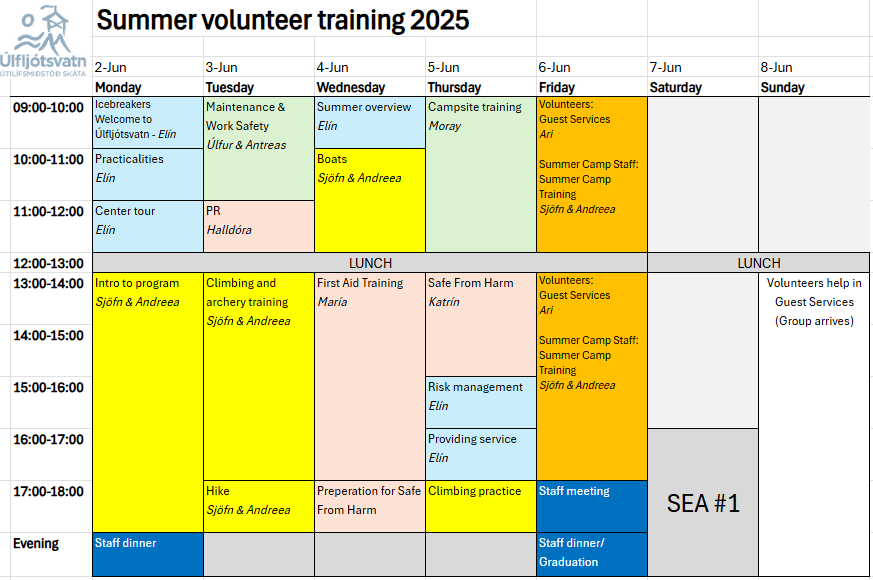 Summer volunteer training 2025
Úlfljótsvatn
ÚTILÍFSMIÐSTÖÐ SKÁTA
2-Jun 3-Jun 4-Jun 5-Jun 6-Jun 7-Jun 8-Jun
Monday Tuesday Wednesday Thursday Friday Saturday Sunday
09:00-10:00
Icebreakers
Welcome to
Úlfljótsvatn - Elín
Maintenance &
Work Safety
Úlfur & Antreas
Summer overview
Elín
Campsite training
Moray
Volunteers:
Guest Services
Ari
Summer Camp Staff:
Summer Camp
Training
Sjöfn & Andreea
10:00-11:00
Practicalities
Elín
Boats
Sjöfn & Andreea
11:00-12:00
Center tour
Elín
PR
Halldóra
12:00-13:00
LUNCH
LUNCH
13:00-14:00
Intro to program
Sjöfn & Andreea
Climbing and
archery training
Sjöfn & Andreea
First Aid Training
María
Safe From Harm
Katrín
Volunteers:
Guest Services
Ari
Summer Camp Staff:
Summer Camp
Training
Sjöfn & Andreea
Volunteers help in
Guest Services
(Group arrives)
14:00-15:00
15:00-16:00
Risk management
Elín
16:00-17:00
Providing service
Elín
SEA #1
17:00-18:00
Hike
Sjöfn & Andreea
Preperation for Safe
From Harm
Climbing practice
Staff meeting
Evening
Staff dinner
Staff dinner/
Graduation